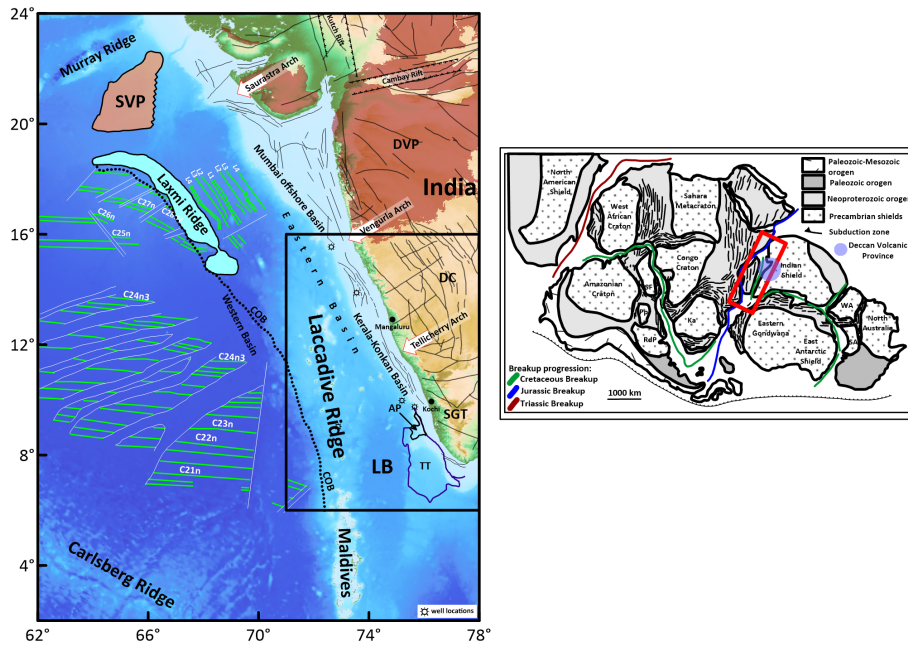 24°
20°
16°
12°
8°
4°
62°
66°
70°
74°
78°
Murray Ridge
SVP
Kutch Rift
Saurastra Arch
Cambay Rift
DVP
India
Mumbai offshore Basin
Laxmi Ridge
L4
L4
C27n
C26n
C25n
Vengurla Arch
Eastern Basin
DC
Mangaluru
Tellicherry Arch
C24n3
COB
Western Basin
Laccadive Ridge
Kerala-konkan Basin
C24n3
AP
Kochi
SGT
C23n
C22n
C21n
LB
TT
COB
Carlsberg Ridge
Maldives
well locations
North American Shield
West African Craton
Sahara Metacraton
Congo Craton
Amazonian Craton
Ka
RdP
Indian Shield
Eastern Gondwana
East Antarctic Shield
WA
North Australia
SA
Paleozoic-Mesozoic orogen
Paleozoic orogen
Neoproterozoic orogen
Precambrian shields
Subduction zone
Deccan Volcanic Province
Breakup progression:
Cretaceous Breakup
Jurassic Breakup
Triassic Breakup
1000 km